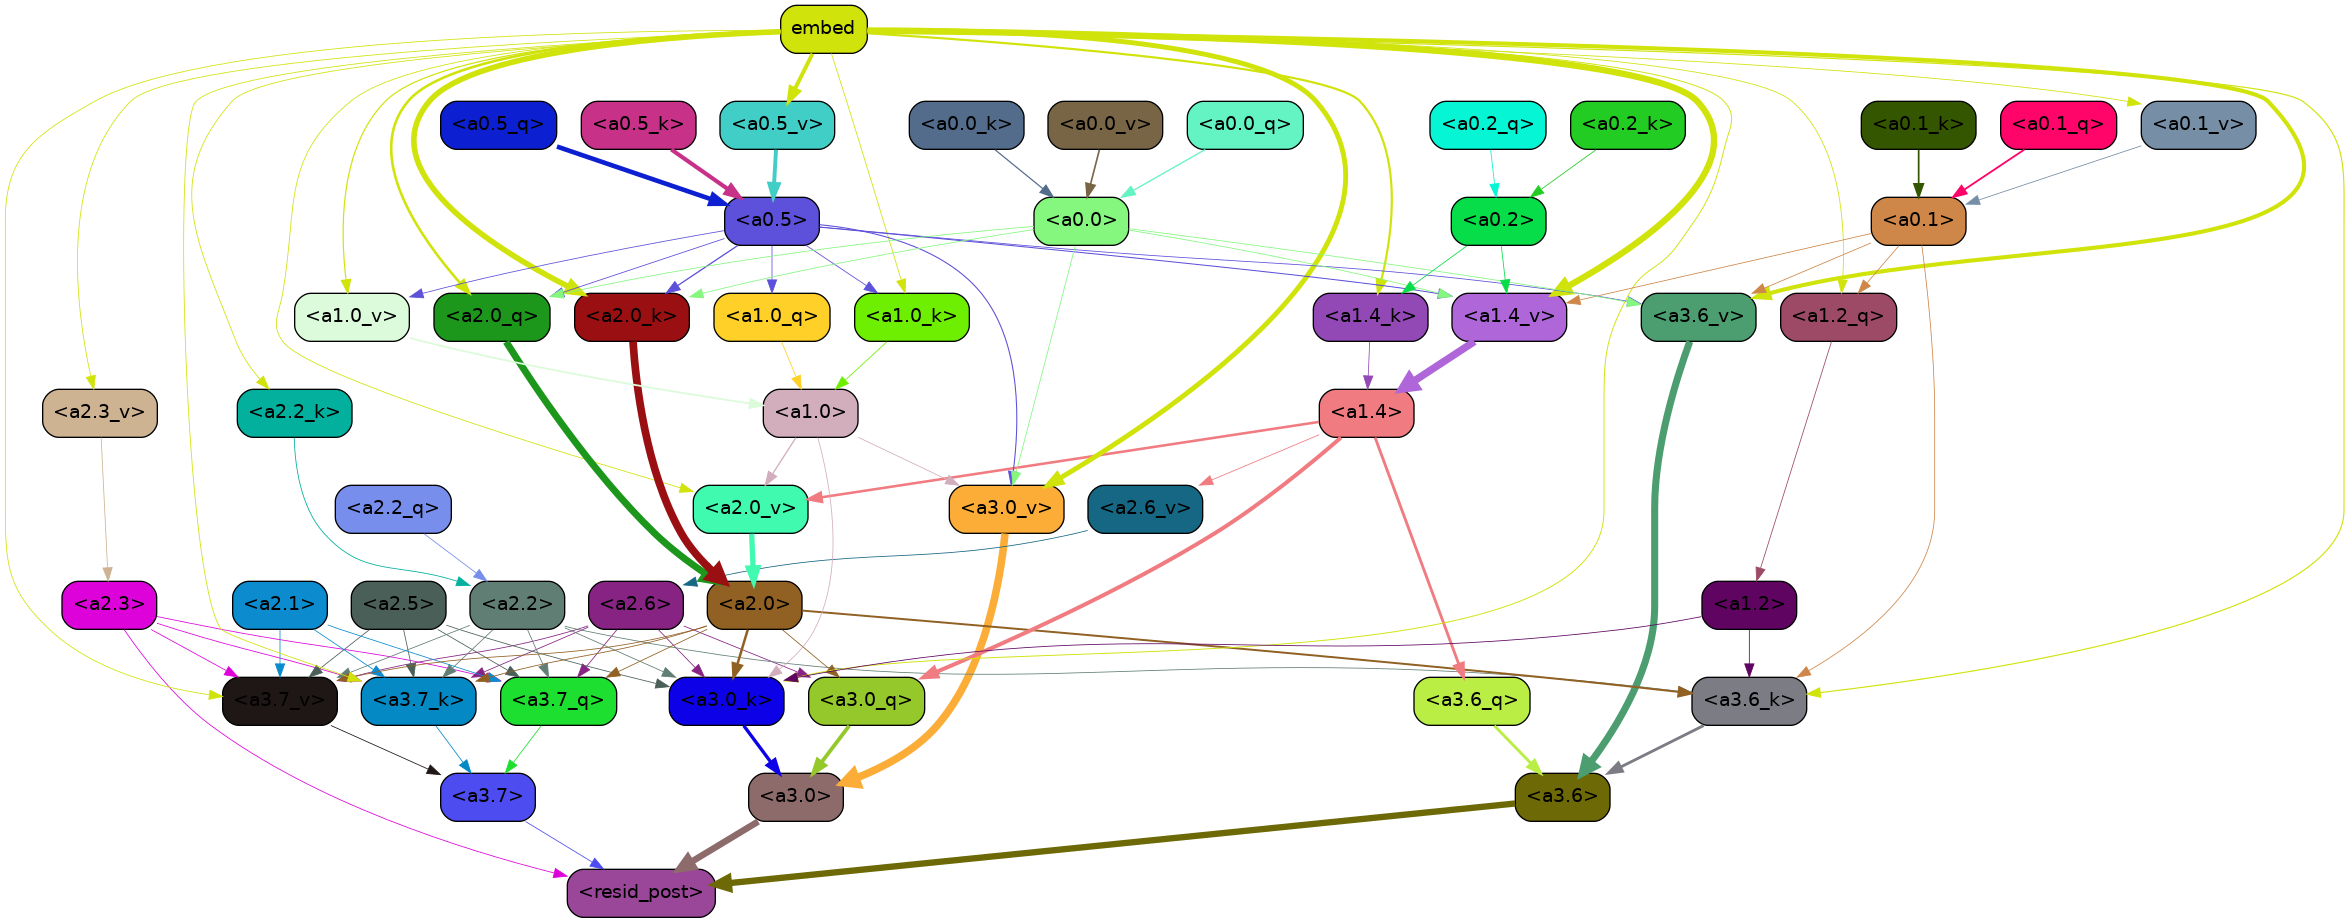 embed
<a0.5_q> <a0.5_k> <a0.5_v> <a0.0_k> <a0.0_v> <a0.0_q> <a0.2_q> <a0.2_k> <a0.1_k> <a0.1_q> <a0.1_v>
<a0.5> <a0.0> <a0.2> <a0.1>
<a1.0_v> <a2.0_q> <a2.0_k> <a1.0_q> <a1.0_k> <a1.4_k> <a1.4_v> <a3.6_v> <a1.2_q>
<a2.3_v> <a2.2_k> <a1.0> <a1.4>
<a2.2_q> <a2.0_v> <a3.0_v> <a2.6_v>
<a2.3> <a2.1> <a2.5> <a2.2> <a2.6> <a2.0> <a1.2>
<a3.7_v> <a3.7_k> <a3.7_q> <a3.0_k> <a3.0_q> <a3.6_q> <a3.6_k>
<a3.7> <a3.0> <a3.6>
<resid_post>